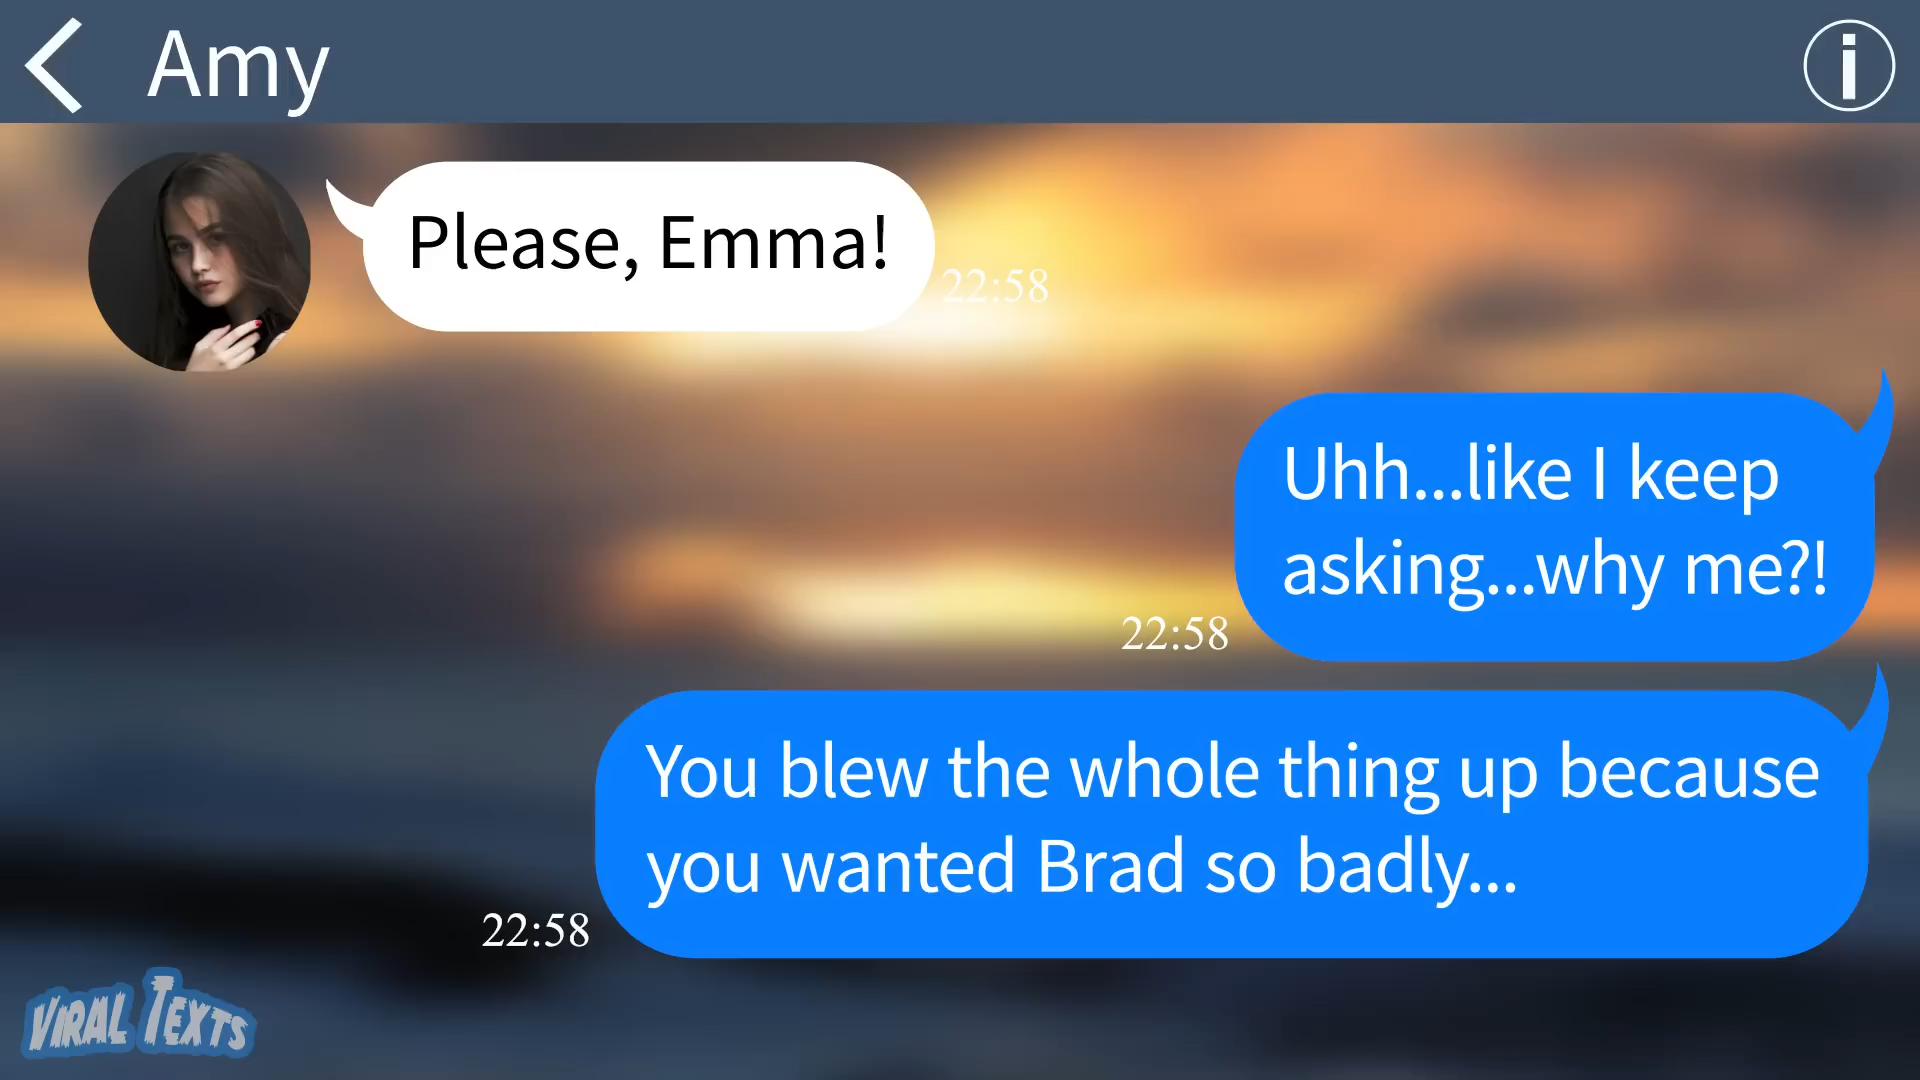 Amy
Please, Emma!
22:58
Uhh...like I keep
asking...why me?!
22:58
You blew the whole thing up because
you wanted Brad so badly...
22:58
VIRAL TEXTS